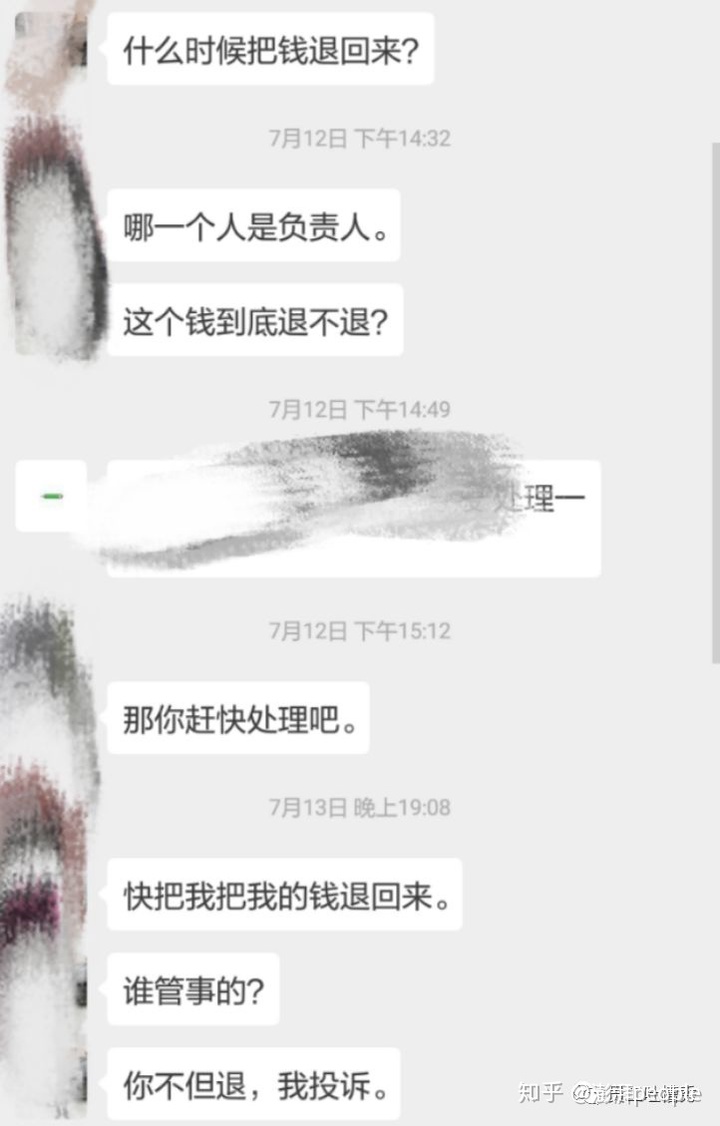 什么时候把钱退回来?
7月12日 下午14:32
哪一个人是负责人。
这个钱到底退不退?
7月12日 下午14:49
处理一
7月12日 下午15:12
那你赶快处理吧。
7月13日 晚上19:08
快把我把我的钱退回来。
谁管事的?
你不但退，我投诉。
知乎